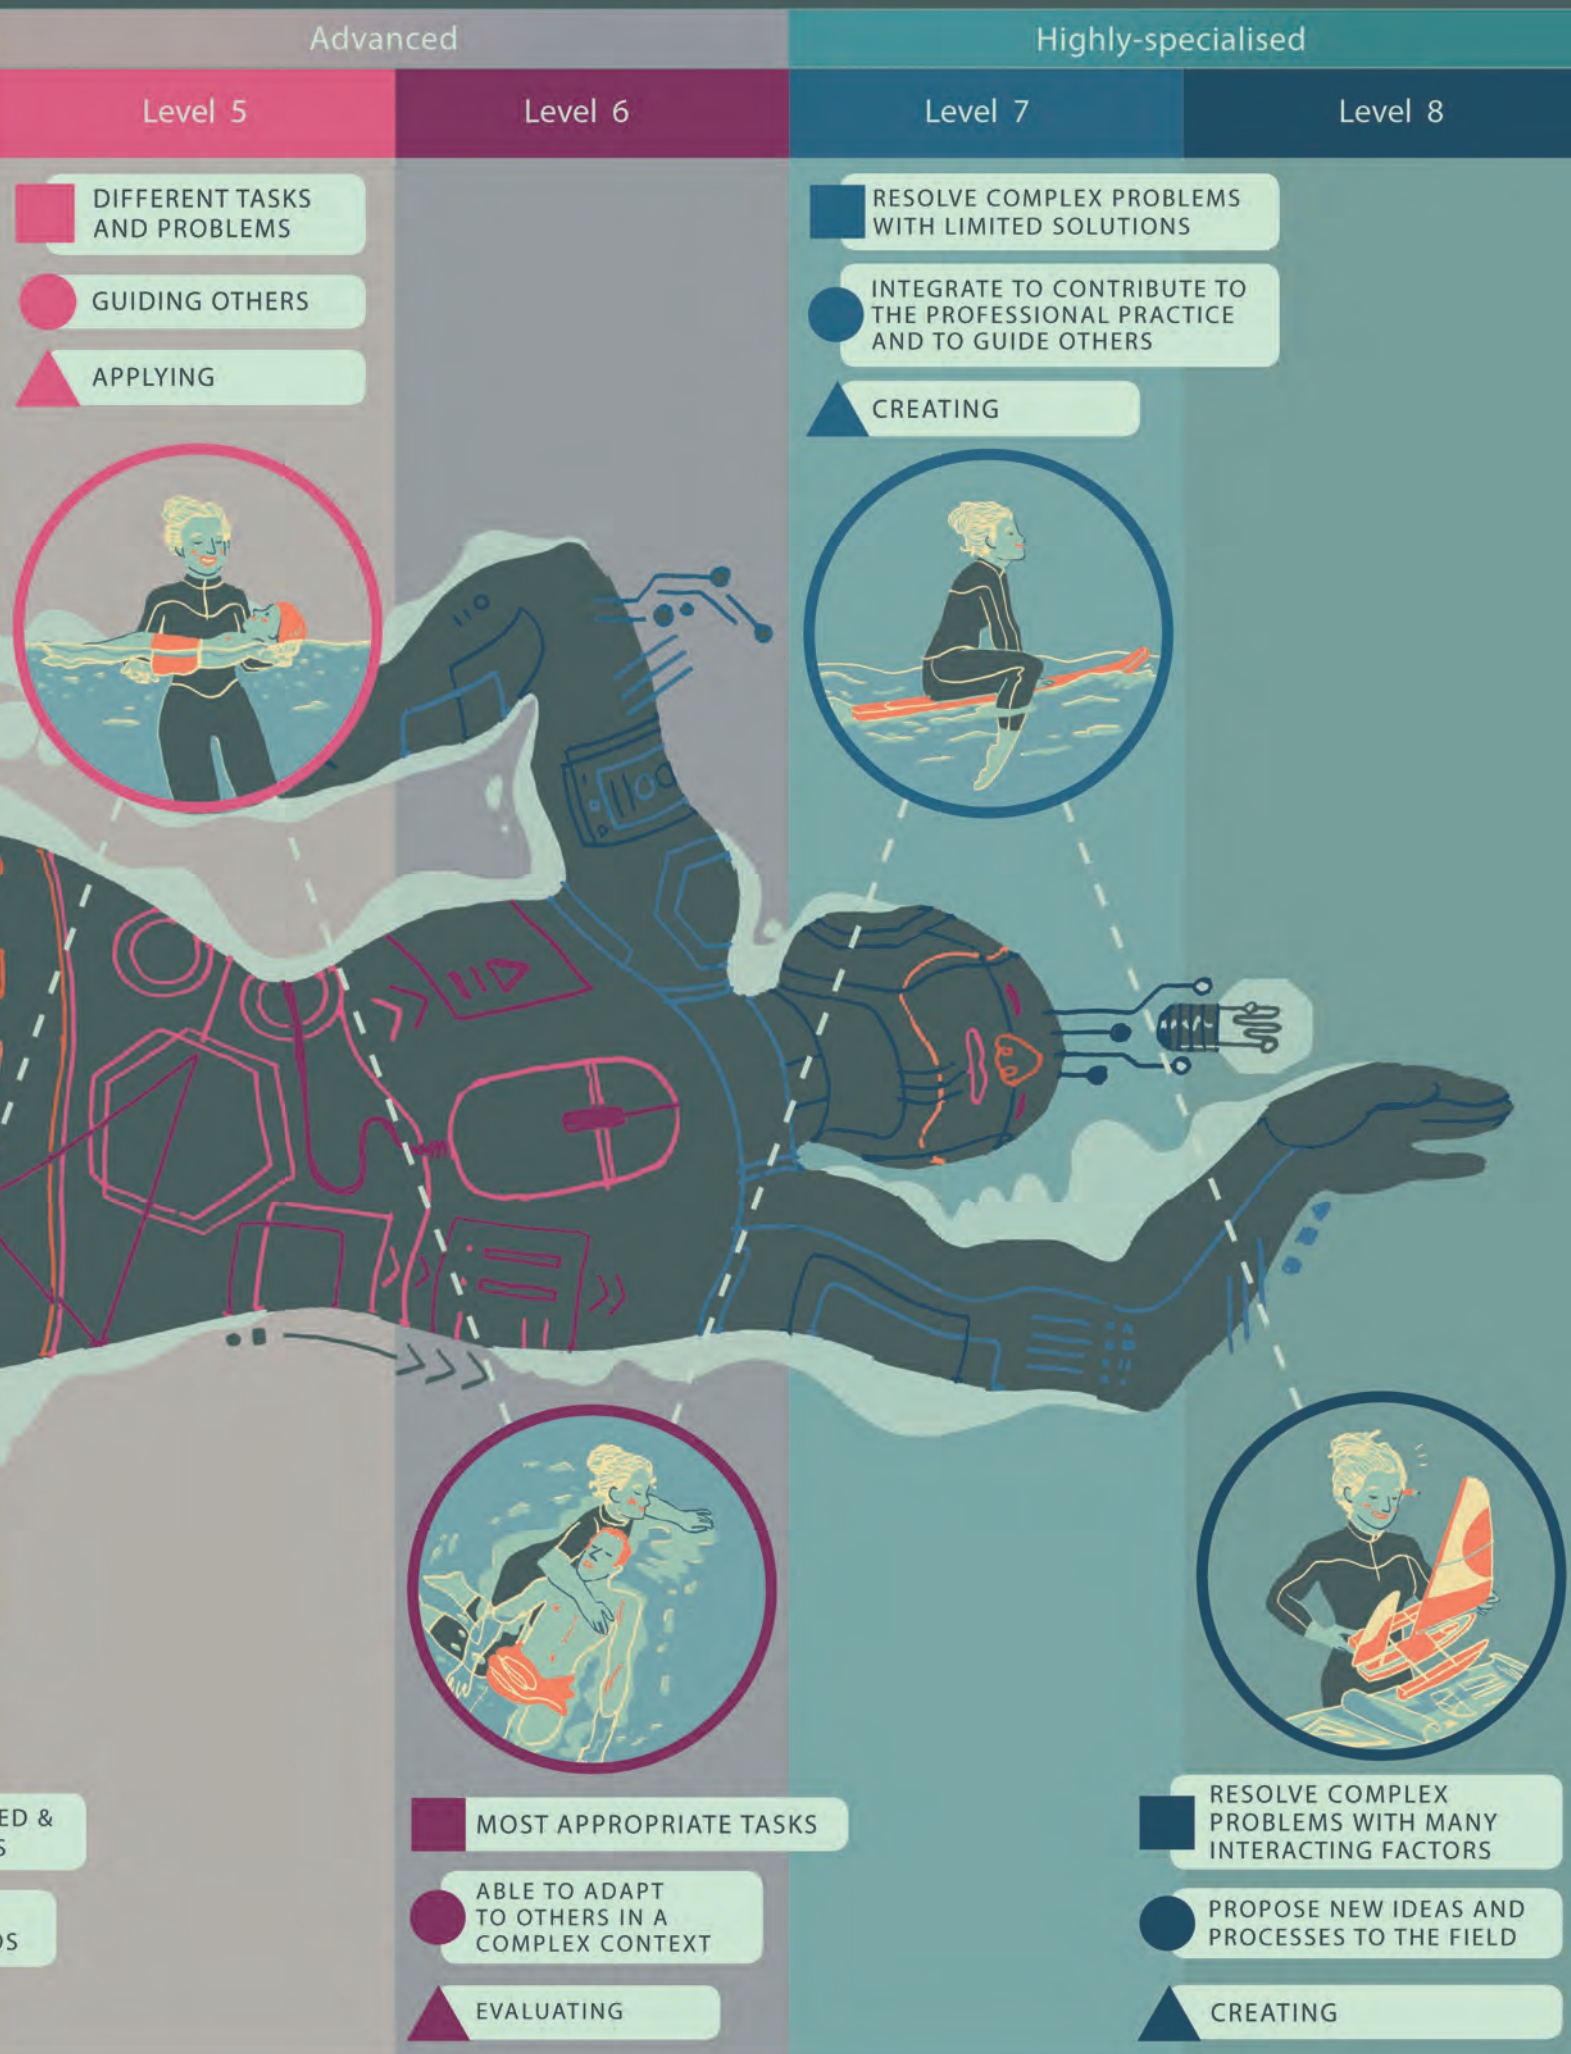 Advanced
Highly-specialised
Level 5
Level 6
Level 7
Level 8
DIFFERENT TASKS
AND PROBLEMS
GUIDING OTHERS
APPLYING
RESOLVE COMPLEX PROBLEMS
WITH LIMITED SOLUTIONS
INTEGRATE TO CONTRIBUTE TO
THE PROFESSIONAL PRACTICE
AND TO GUIDE OTHERS
CREATING
ED &
S
OS
MOST APPROPRIATE TASKS
ABLE TO ADAPT
TO OTHERS IN A
COMPLEX CONTEXT
EVALUATING
RESOLVE COMPLEX
PROBLEMS WITH MANY
INTERACTING FACTORS
PROPOSE NEW IDEAS AND
PROCESSES TO THE FIELD
CREATING